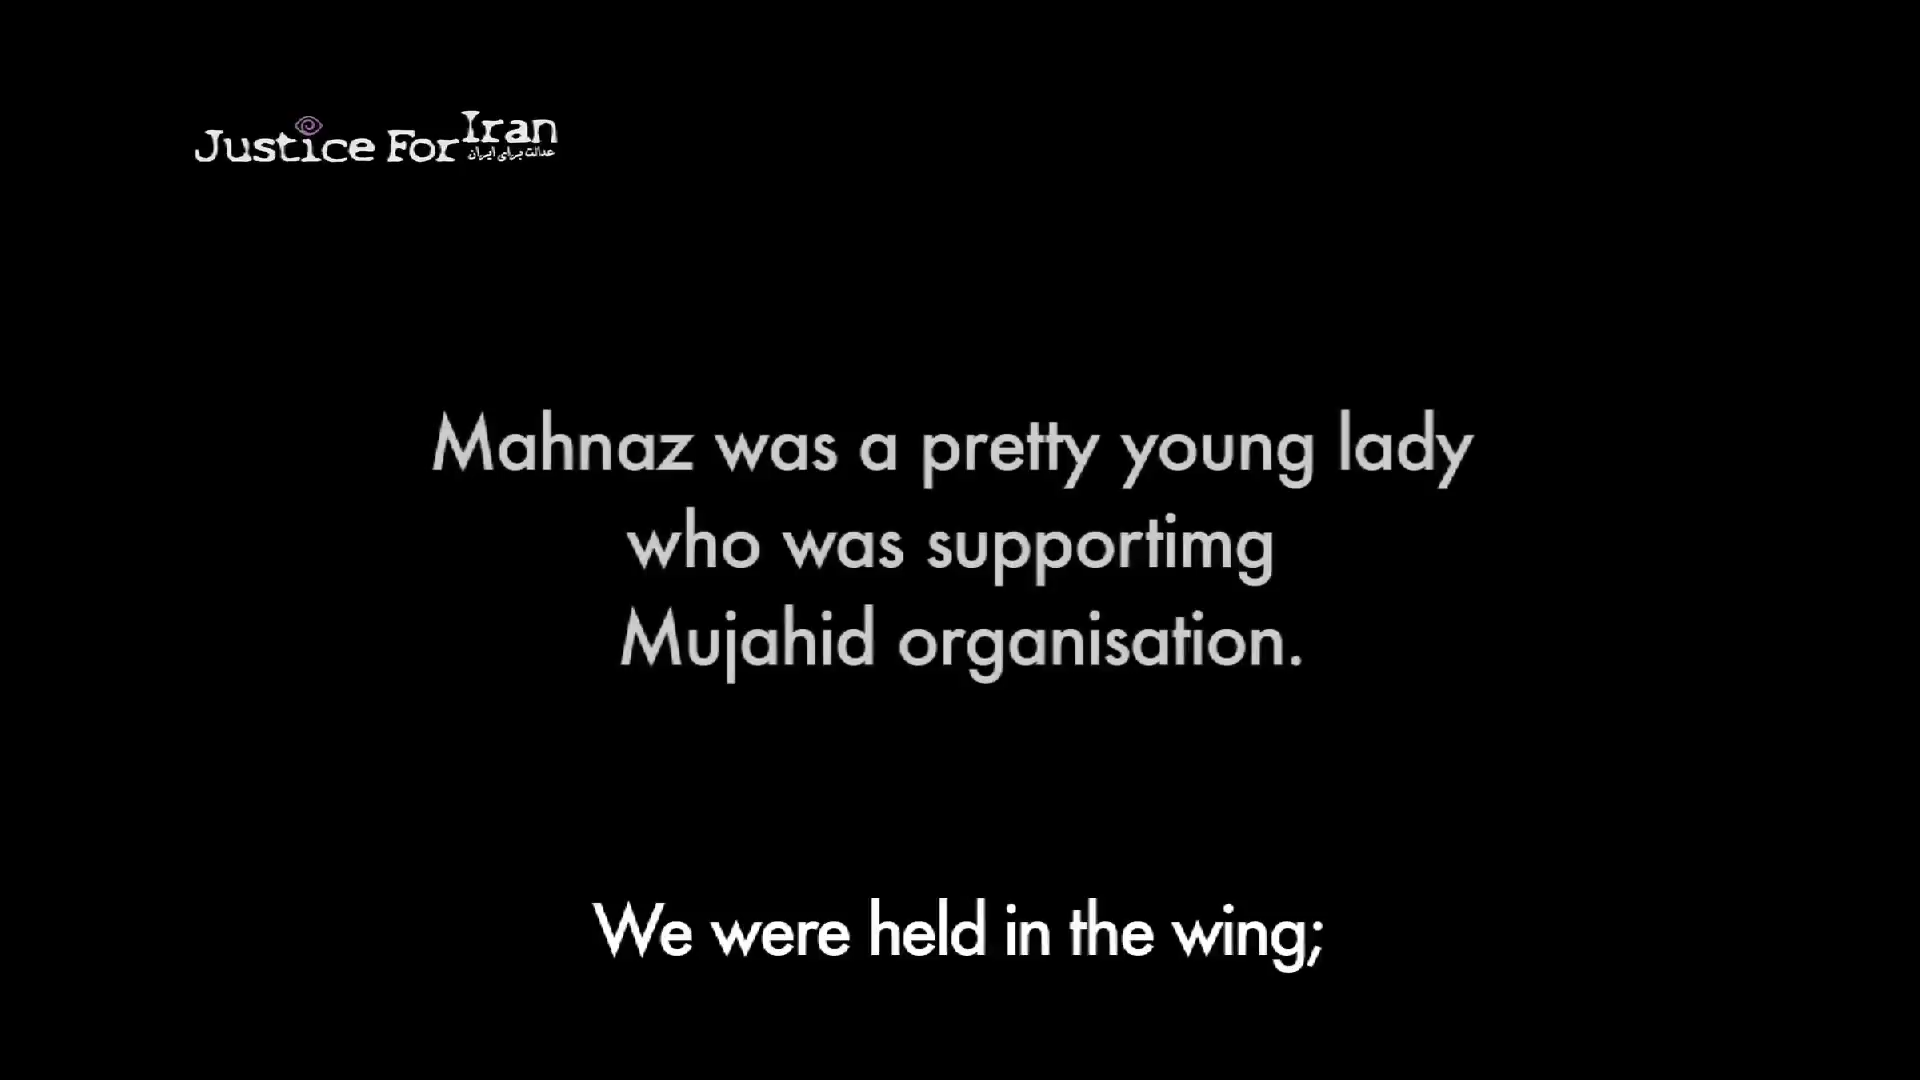 Justice For Iran
عدالت برای ایران
Mahnaz was a pretty young lady
who was supportimg
Mujahid organisation.
We were held in the wing;